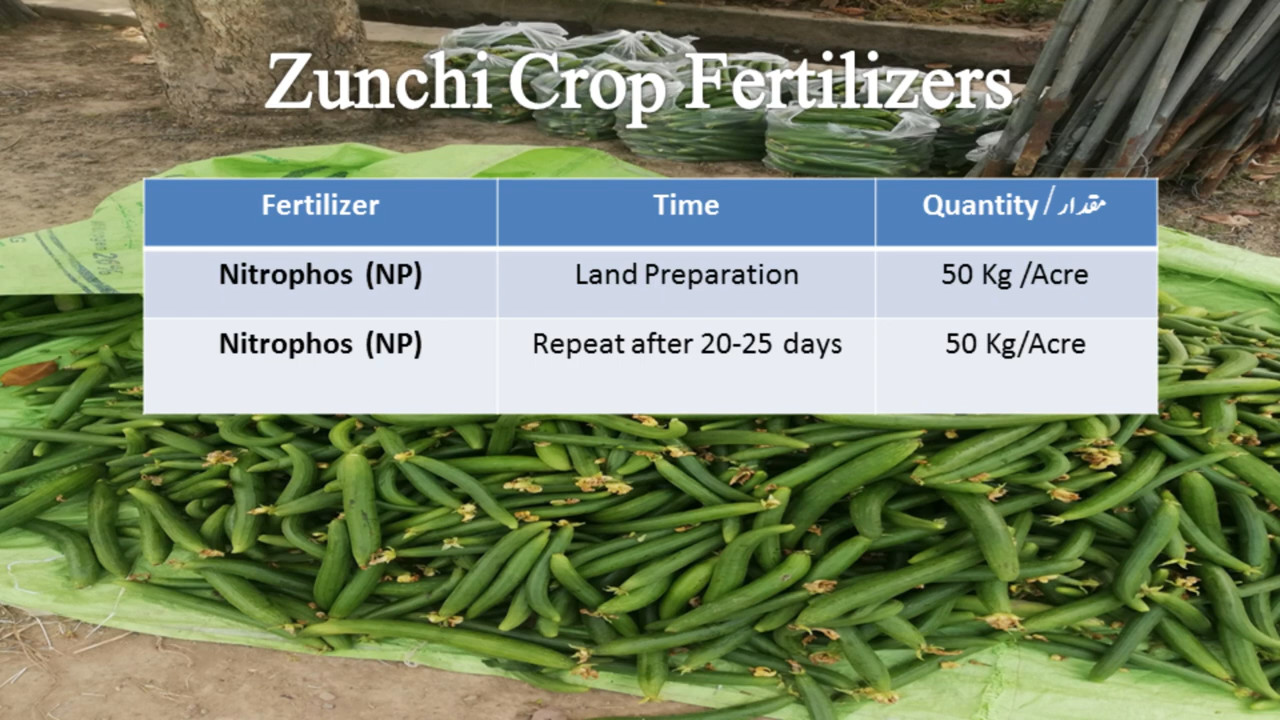 Zunchi Crop Fertilizers
Fertilizer Time Quantity/مقدار
Nitrophos (NP) Land Preparation 50 Kg /Acre
Nitrophos (NP) Repeat after 20-25 days 50 Kg/Acre
26%